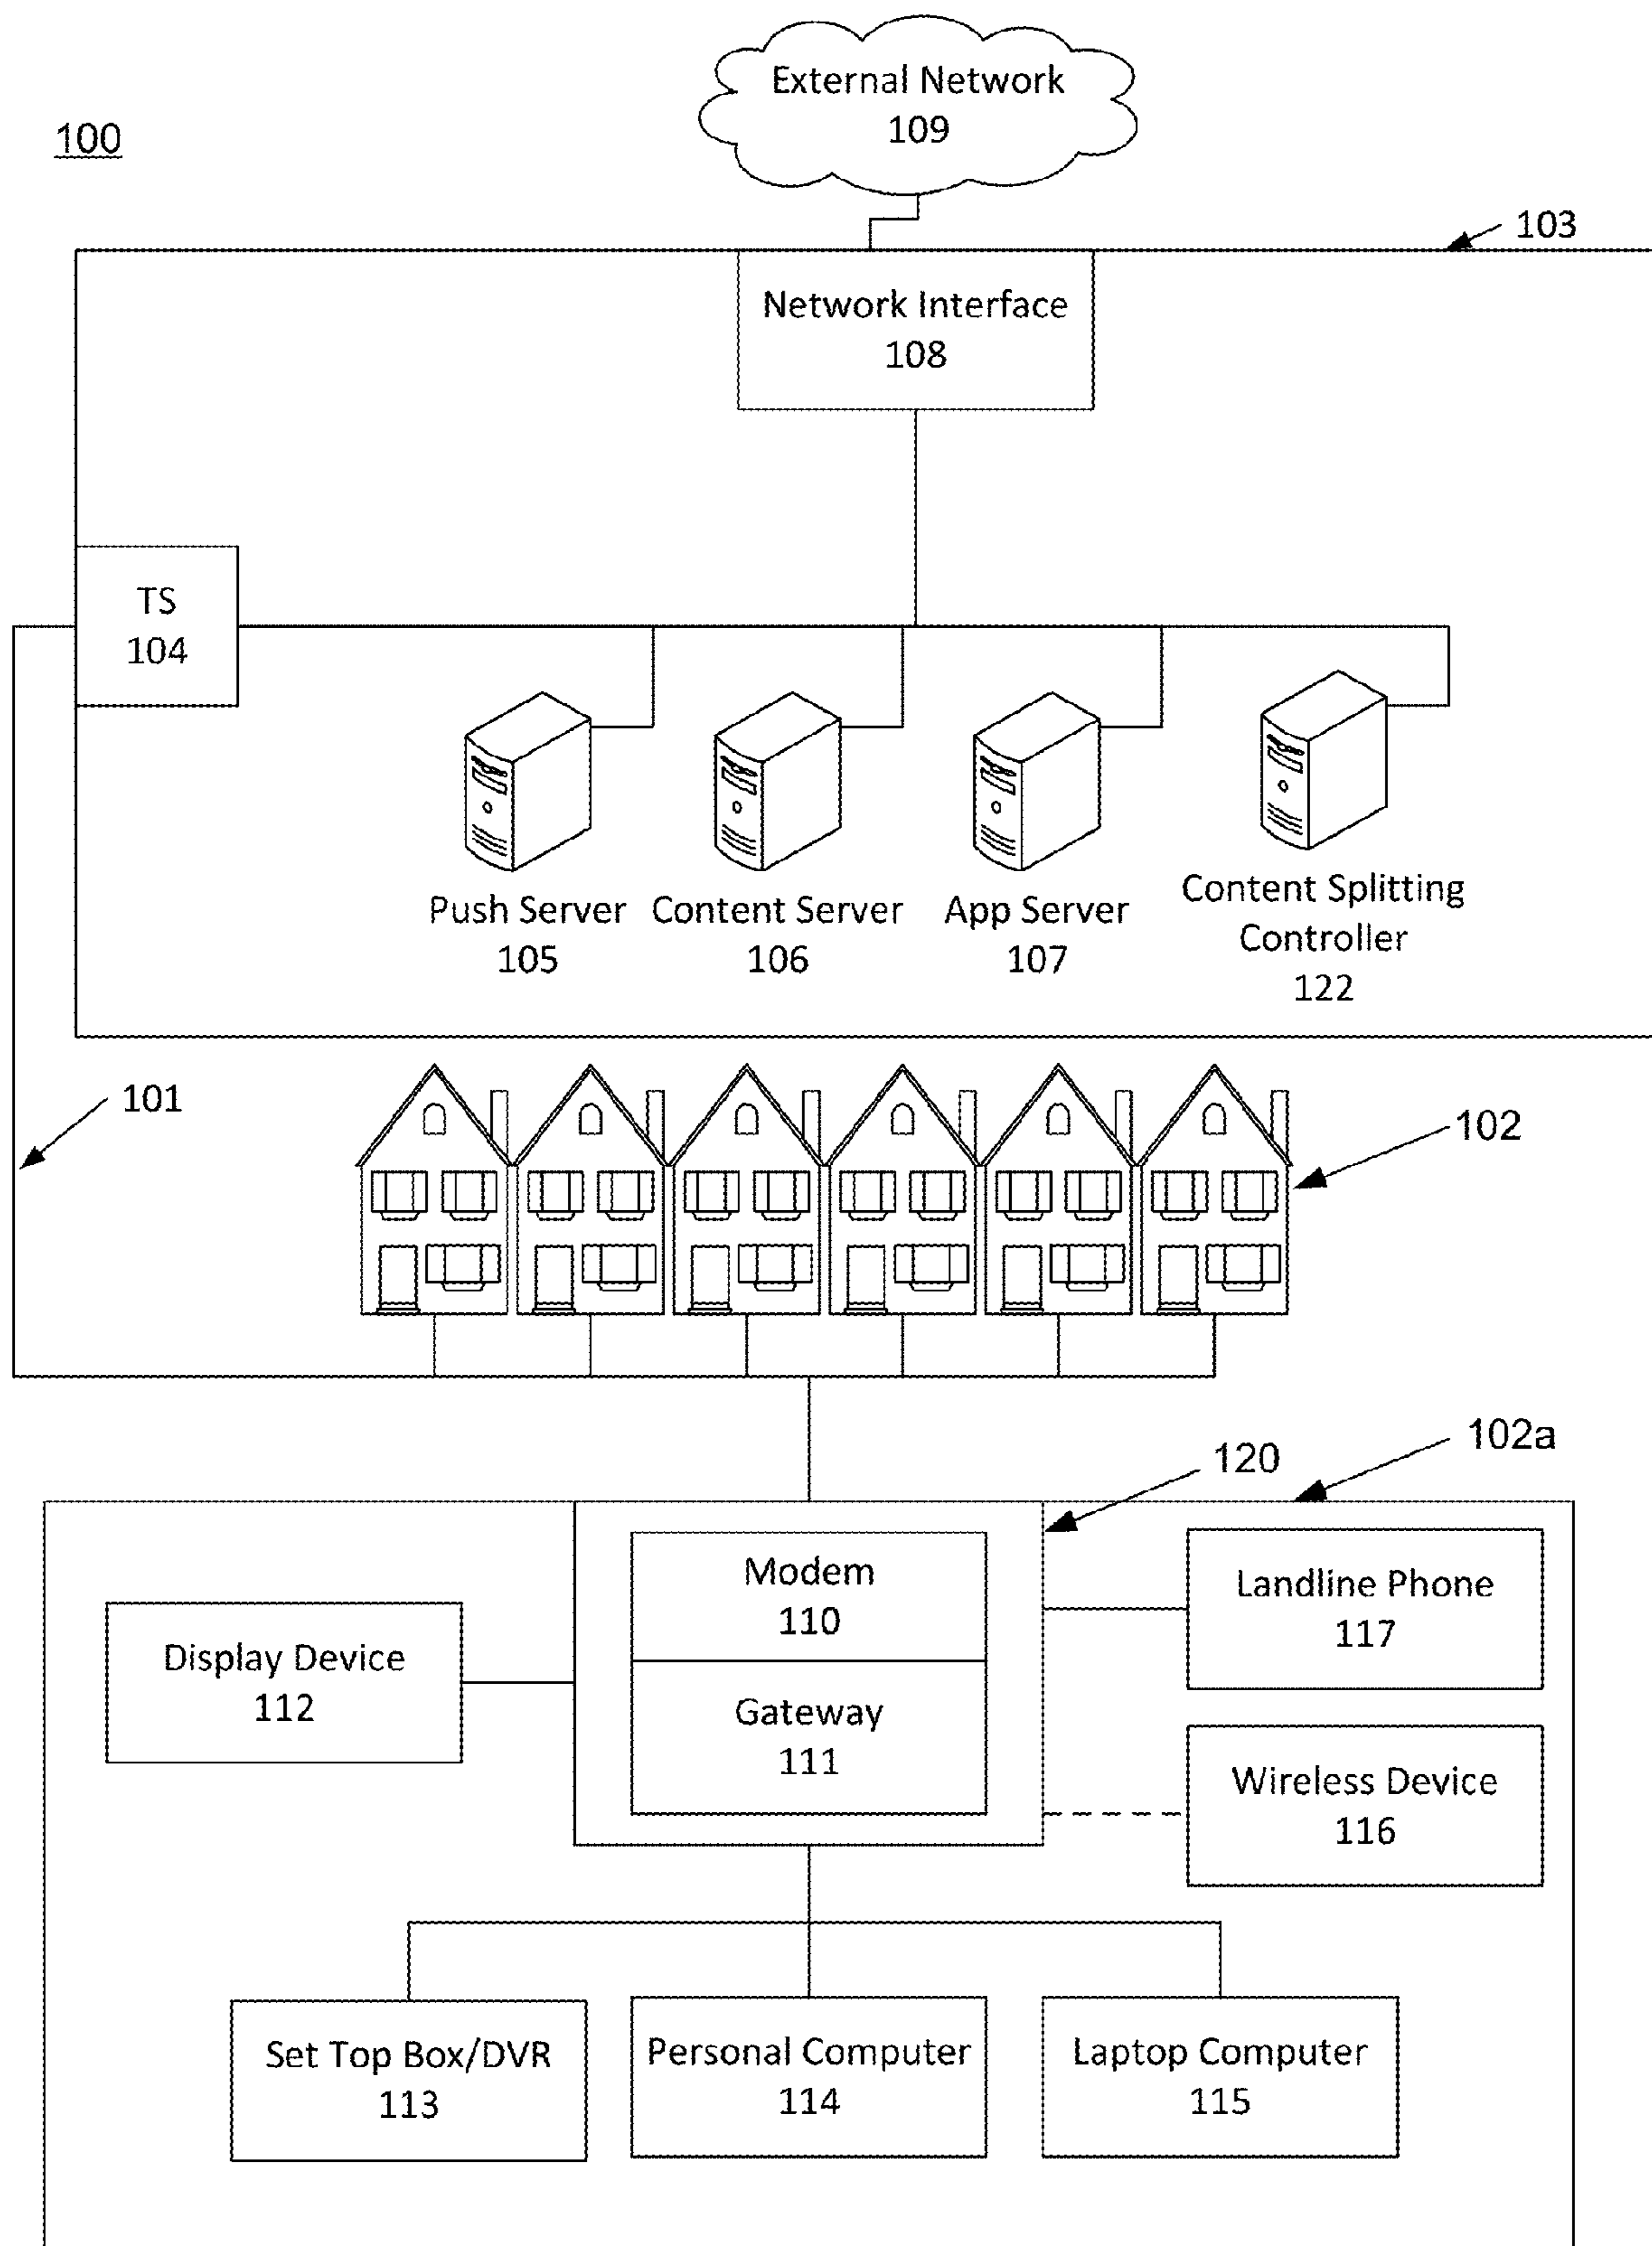 External Network
109
100
103
Network Interface
108
TS
104
Push Server
105
Content Server
106
App Server
107
Content Splitting
Controller
122
101
102
102a
120
Modem
110
Gateway
111
Landline Phone
117
Display Device
112
Wireless Device
116
Set Top Box/DVR
113
Personal Computer
114
Laptop Computer
115